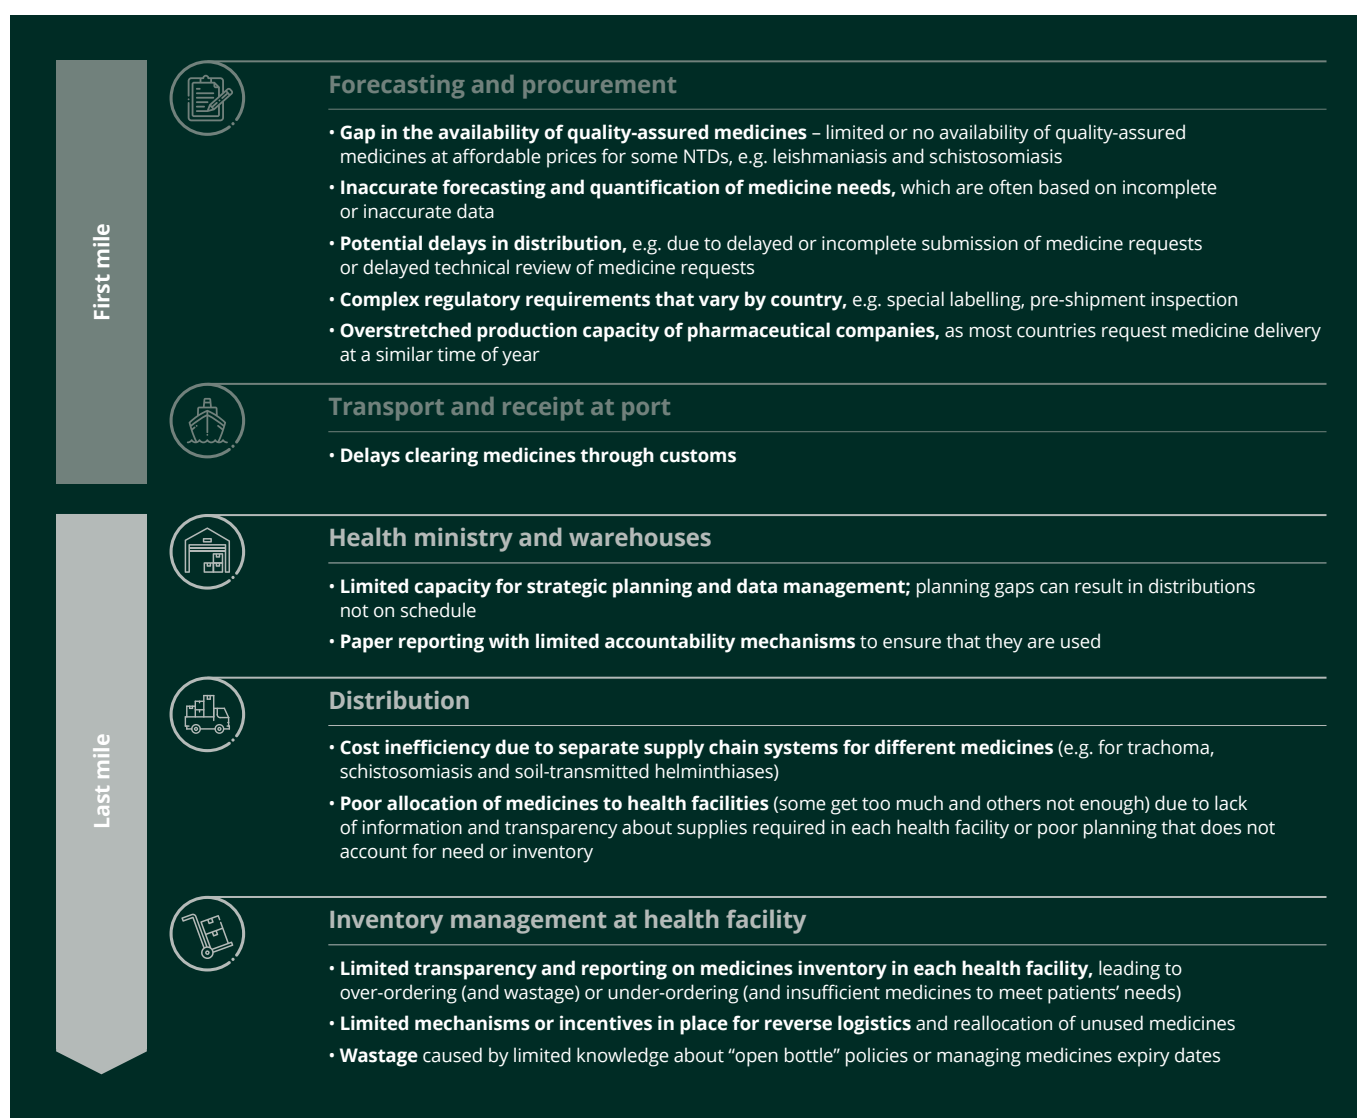 First mile
Forecasting and procurement
• Gap in the availability of quality-assured medicines – limited or no availability of quality-assured
medicines at affordable prices for some NTDs, e.g. leishmaniasis and schistosomiasis
• Inaccurate forecasting and quantification of medicine needs, which are often based on incomplete
or inaccurate data
• Potential delays in distribution, e.g. due to delayed or incomplete submission of medicine requests
or delayed technical review of medicine requests
• Complex regulatory requirements that vary by country, e.g. special labelling, pre-shipment inspection
• Overstretched production capacity of pharmaceutical companies, as most countries request medicine delivery
at a similar time of year
Transport and receipt at port
• Delays clearing medicines through customs
Last mile
Health ministry and warehouses
• Limited capacity for strategic planning and data management; planning gaps can result in distributions
not on schedule
• Paper reporting with limited accountability mechanisms to ensure that they are used
Distribution
• Cost inefficiency due to separate supply chain systems for different medicines (e.g. for trachoma,
schistosomiasis and soil-transmitted helminthiases)
• Poor allocation of medicines to health facilities (some get too much and others not enough) due to lack
of information and transparency about supplies required in each health facility or poor planning that does not
account for need or inventory
Inventory management at health facility
• Limited transparency and reporting on medicines inventory in each health facility, leading to
over-ordering (and wastage) or under-ordering (and insufficient medicines to meet patients’ needs)
• Limited mechanisms or incentives in place for reverse logistics and reallocation of unused medicines
• Wastage caused by limited knowledge about “open bottle” policies or managing medicines expiry dates